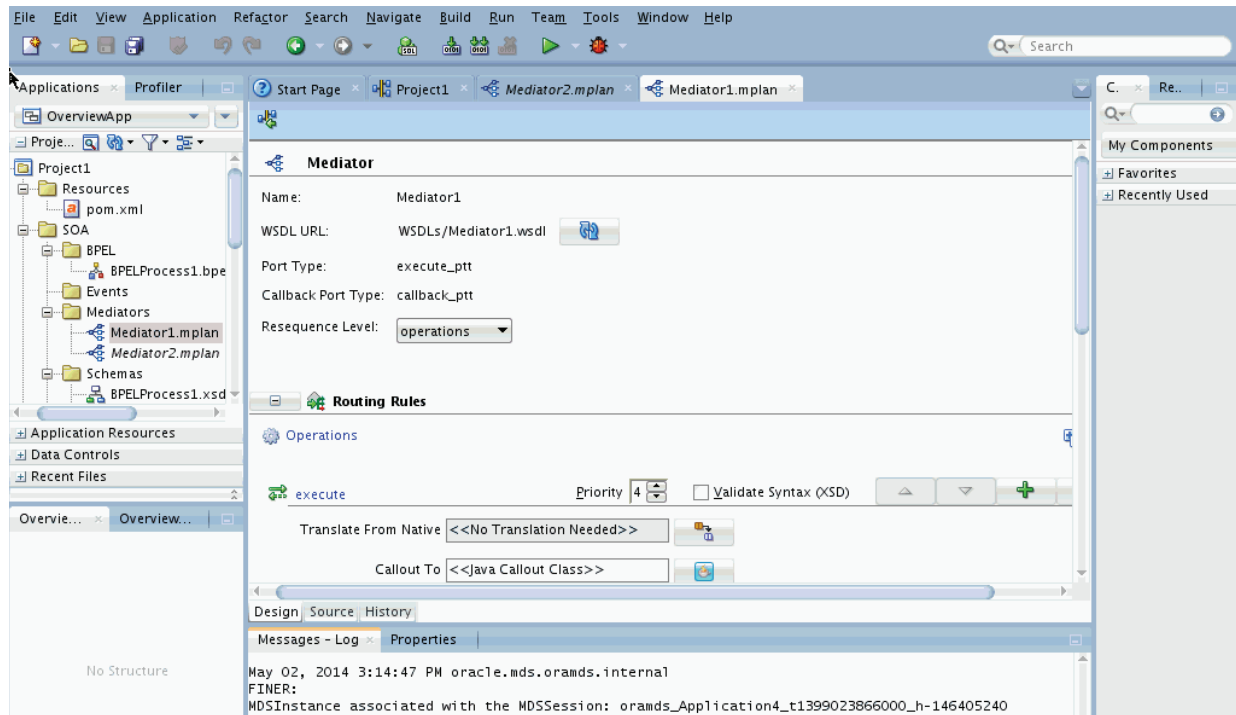 File Edit View Application Refactor Search Navigate Build Run Team Tools Window Help
SQL
Search
Applications
Profiler
Start Page
Project1
Mediator2.mplan
Mediator1.mplan
C.
Re..
OverviewApp
Proje...
Project1
Resources
pom.xml
SOA
BPEL
BPELProcess1.bpe
Events
Mediators
Mediator1.mplan
Mediator2.mplan
Schemas
BPELProcess1.xsd
Application Resources
Data Controls
Recent Files
Overvie...
Overview...
No Structure
Mediator
Name: Mediator1
WSDL URL: WSDLs/Mediator1.wsdl
Port Type: execute_ptt
Callback Port Type: callback_ptt
Resequence Level: operations
Routing Rules
Operations
execute
Priority 4
Validate Syntax (XSD)
Translate From Native <<No Translation Needed>>
Callout To <<Java Callout Class>>
Design Source History
Messages - Log
Properties
May 02, 2014 3:14:47 PM oracle.mds.oramds.internal
FINER:
MDSInstance associated with the MDSSession: oramds_Application4_t1399023866000_h-146405240
My Components
Favorites
Recently Used